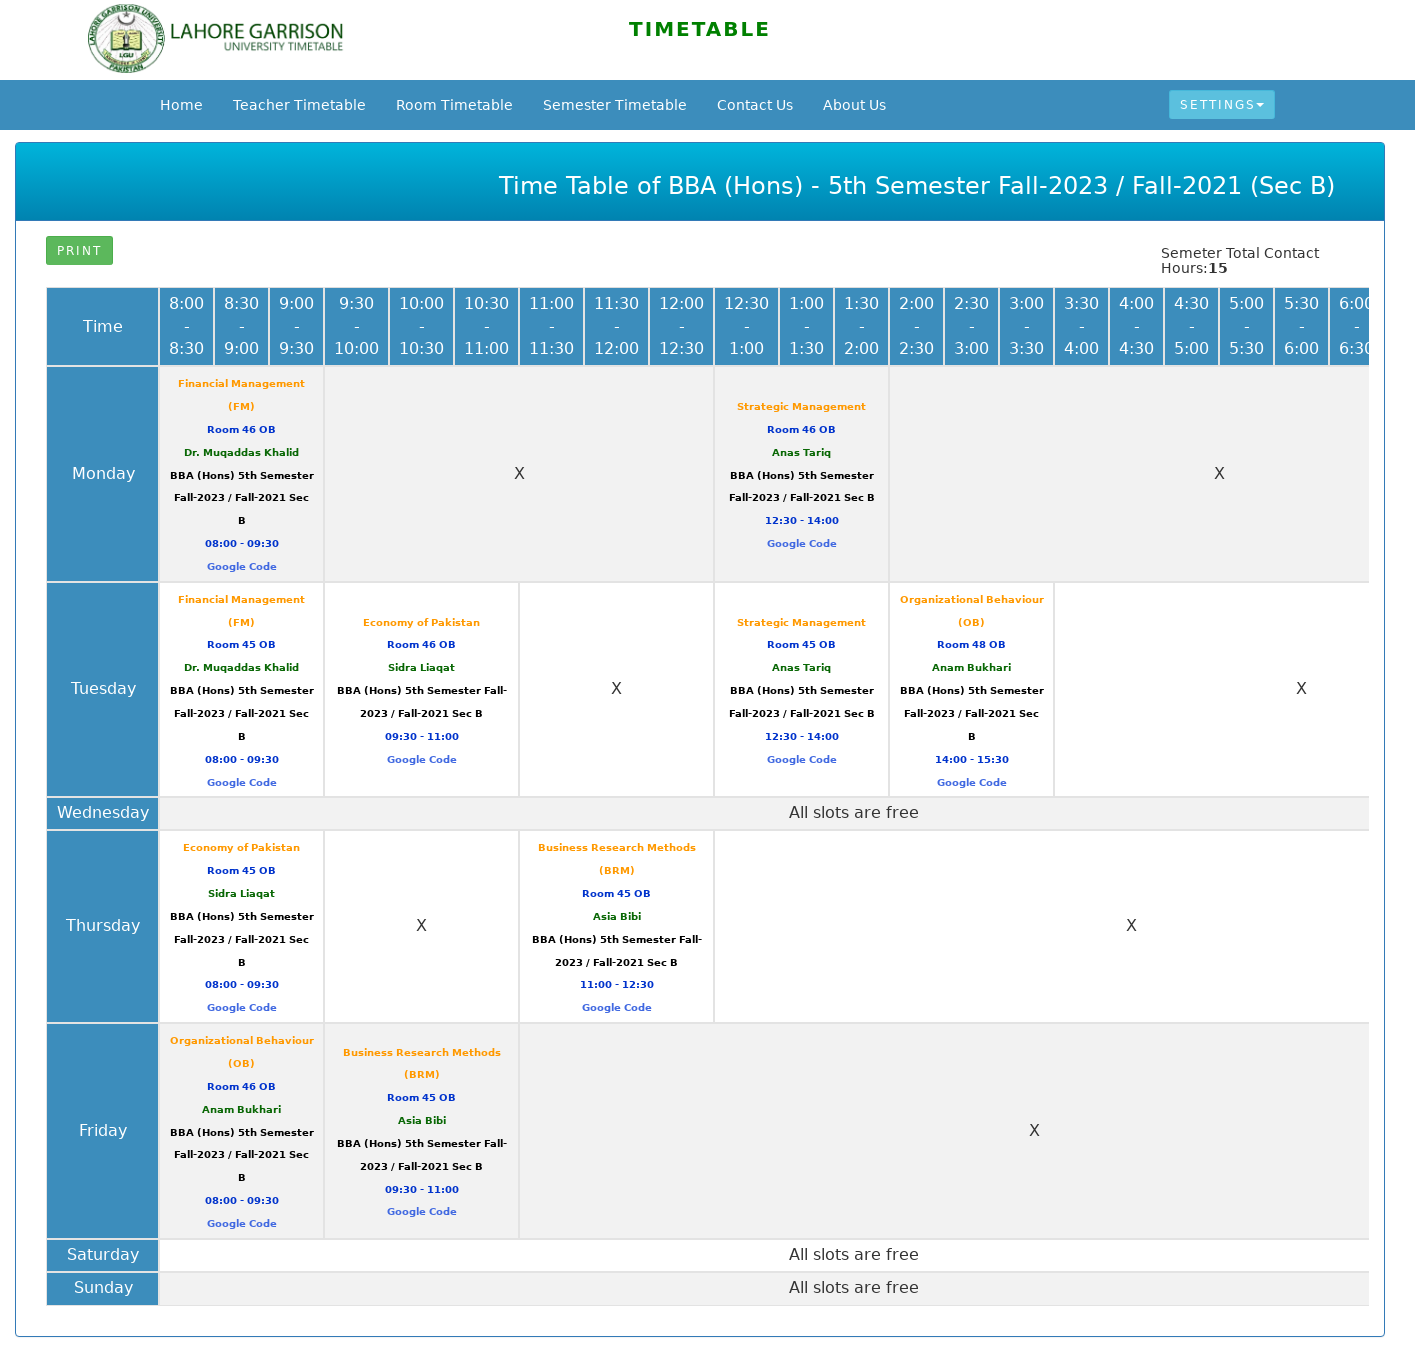 LAHORE GARRISON
UNIVERSITY TIMETABLE
TIMETABLE
Home Teacher Timetable Room Timetable Semester Timetable Contact Us About Us SETTINGS
Time Table of BBA (Hons) - 5th Semester Fall-2023 / Fall-2021 (Sec B)
PRINT
Semeter Total Contact
Hours:15
Time
8:00 - 8:30
8:30 - 9:00
9:00 - 9:30
9:30 - 10:00
10:00 - 10:30
10:30 - 11:00
11:00 - 11:30
11:30 - 12:00
12:00 - 12:30
12:30 - 1:00
1:00 - 1:30
1:30 - 2:00
2:00 - 2:30
2:30 - 3:00
3:00 - 3:30
3:30 - 4:00
4:00 - 4:30
4:30 - 5:00
5:00 - 5:30
5:30 - 6:00
6:00 - 6:30
Monday
Financial Management
(FM)
Room 46 OB
Dr. Muqaddas Khalid
BBA (Hons) 5th Semester
Fall-2023 / Fall-2021 Sec
B
08:00 - 09:30
Google Code
X
Strategic Management
Room 46 OB
Anas Tariq
BBA (Hons) 5th Semester
Fall-2023 / Fall-2021 Sec B
12:30 - 14:00
Google Code
X
Tuesday
Financial Management
(FM)
Room 45 OB
Dr. Muqaddas Khalid
BBA (Hons) 5th Semester
Fall-2023 / Fall-2021 Sec
B
08:00 - 09:30
Google Code
Economy of Pakistan
Room 46 OB
Sidra Liaqat
BBA (Hons) 5th Semester Fall-
2023 / Fall-2021 Sec B
09:30 - 11:00
Google Code
X
Strategic Management
Room 45 OB
Anas Tariq
BBA (Hons) 5th Semester
Fall-2023 / Fall-2021 Sec B
12:30 - 14:00
Google Code
Organizational Behaviour
(OB)
Room 48 OB
Anam Bukhari
BBA (Hons) 5th Semester
Fall-2023 / Fall-2021 Sec
B
14:00 - 15:30
Google Code
X
Wednesday
All slots are free
Thursday
Economy of Pakistan
Room 45 OB
Sidra Liaqat
BBA (Hons) 5th Semester
Fall-2023 / Fall-2021 Sec
B
08:00 - 09:30
Google Code
X
Business Research Methods
(BRM)
Room 45 OB
Asia Bibi
BBA (Hons) 5th Semester Fall-
2023 / Fall-2021 Sec B
11:00 - 12:30
Google Code
X
Friday
Organizational Behaviour
(OB)
Room 46 OB
Anam Bukhari
BBA (Hons) 5th Semester
Fall-2023 / Fall-2021 Sec
B
08:00 - 09:30
Google Code
Business Research Methods
(BRM)
Room 45 OB
Asia Bibi
BBA (Hons) 5th Semester Fall-
2023 / Fall-2021 Sec B
09:30 - 11:00
Google Code
X
Saturday
All slots are free
Sunday
All slots are free